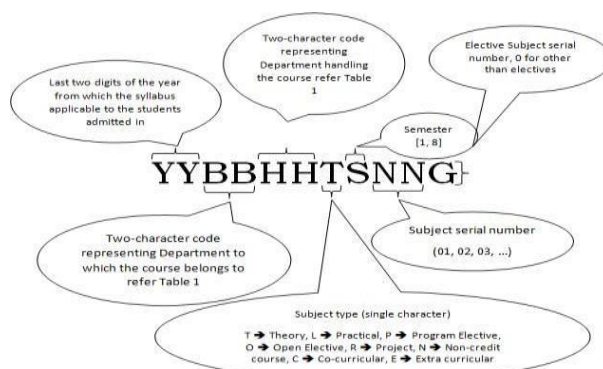 Two-character code
representing
Department handling
the course refer Table
1
Elective Subject serial
number, 0 for other
than electives
Last two digits of the year
from which the syllabus
applicable to the students
admitted in
Semester
[1, 8]
YYBBHHTSNNG
Two-character code
representing Department to
which the course belongs to
refer Table 1
Subject serial number
(01, 02, 03, ...)
Subject type (single character)
T ➔ Theory, L ➔ Practical, P ➔ Program Elective,
O ➔ Open Elective, R ➔ Project, N ➔ Non-credit
course, C ➔ Co-curricular, E ➔ Extra curricular